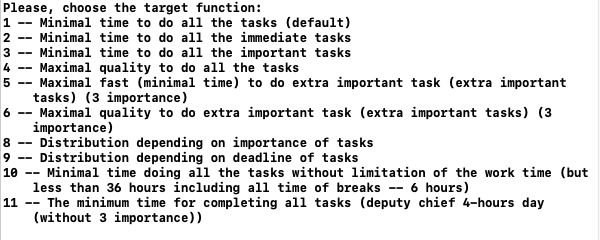 Please, choose the target function:
1 -- Minimal time to do all the tasks (default)
2 -- Minimal time to do all the immediate tasks
3 -- Minimal time to do all the important tasks
4 -- Maximal quality to do all the tasks
5 -- Maximal fast (minimal time) to do extra important task (extra important
tasks) (3 importance)
6 -- Maximal quality to do extra important task (extra important tasks) (3
importance)
8 -- Distribution depending on importance of tasks
9 -- Distribution depending on deadline of tasks
10 -- Minimal time doing all the tasks without limitation of the work time (but
less than 36 hours including all time of breaks -- 6 hours)
11 -- The minimum time for completing all tasks (deputy chief 4-hours day
(without 3 importance))